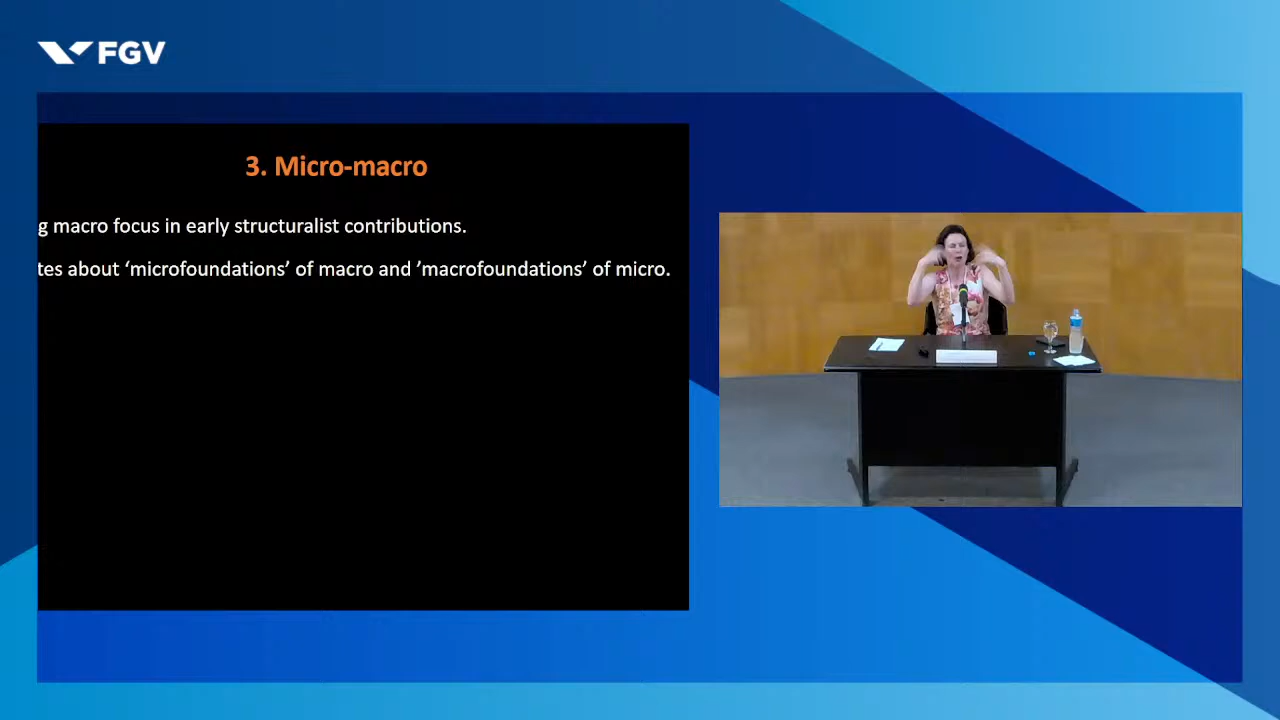 FGV
3. Micro-macro
g macro focus in early structuralist contributions.
tes about ‘microfoundations’ of macro and ’macrofoundations’ of micro.